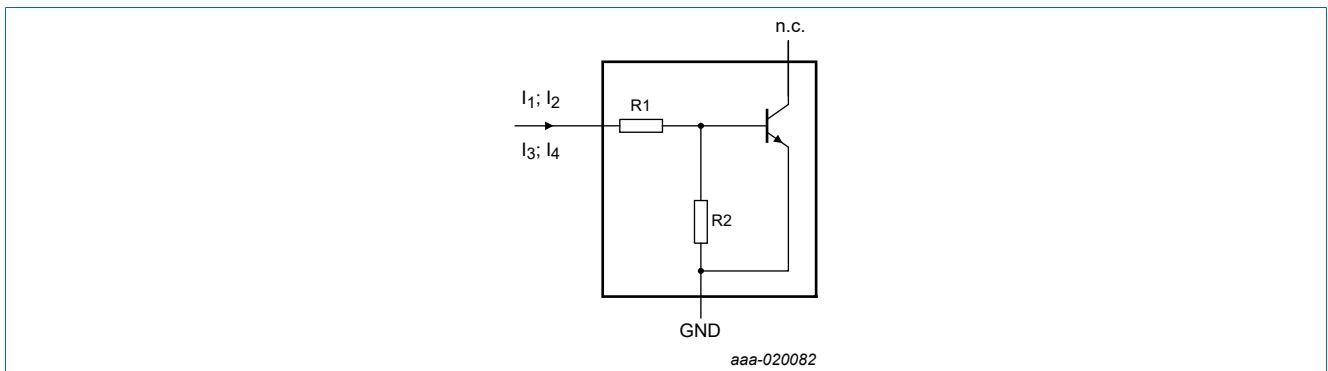 n.c.
I1; I2
R1
I3; I4
R2
GND
aaa-020082